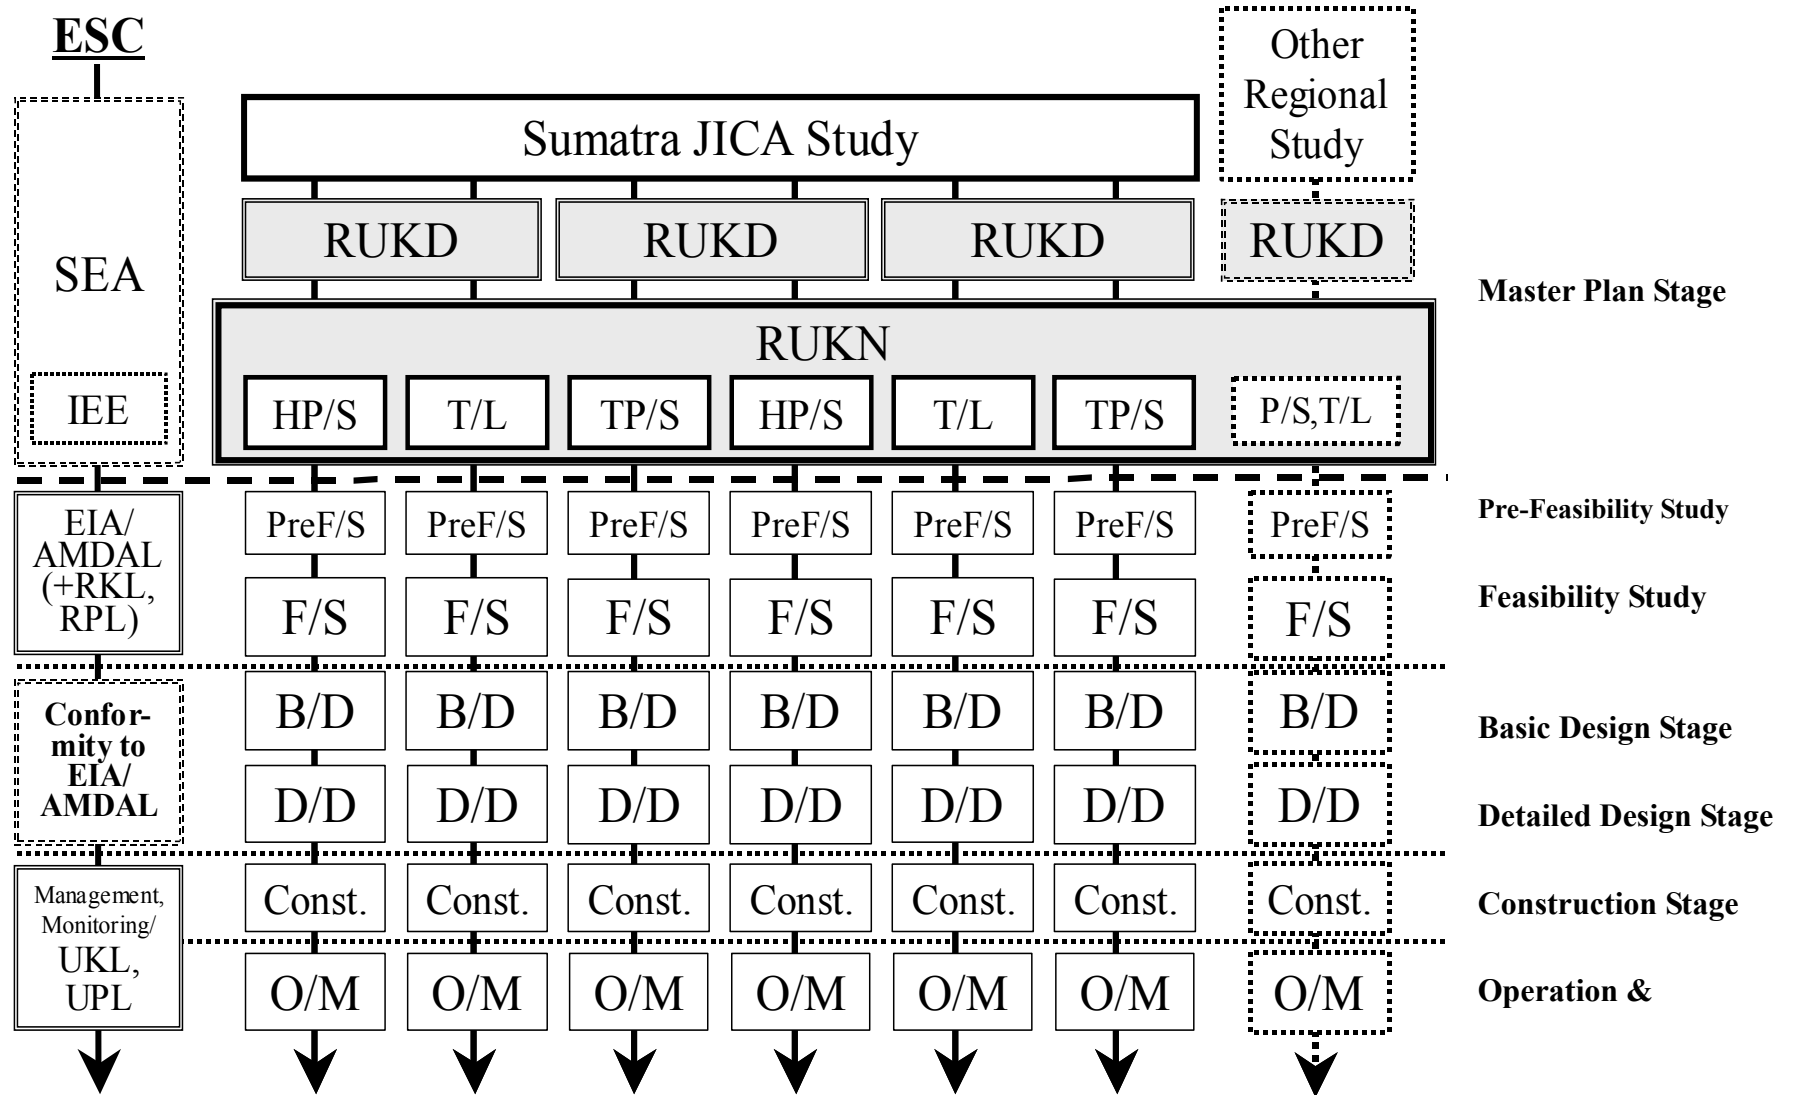 ESC
Other
Regional
Study
Sumatra JICA Study
RUKD RUKD RUKD RUKD
SEA
Master Plan Stage
RUKN
IEE HP/S T/L TP/S HP/S T/L TP/S P/S,T/L
EIA/
AMDAL
(+RKL,
RPL)
PreF/S PreF/S PreF/S PreF/S PreF/S PreF/S PreF/S Pre-Feasibility Study
F/S F/S F/S F/S F/S F/S F/S Feasibility Study
Confor-
mity to
EIA/
AMDAL
B/D B/D B/D B/D B/D B/D B/D Basic Design Stage
D/D D/D D/D D/D D/D D/D D/D Detailed Design Stage
Management,
Monitoring/
UKL,
UPL
Const. Const. Const. Const. Const. Const. Const. Construction Stage
O/M O/M O/M O/M O/M O/M O/M Operation &